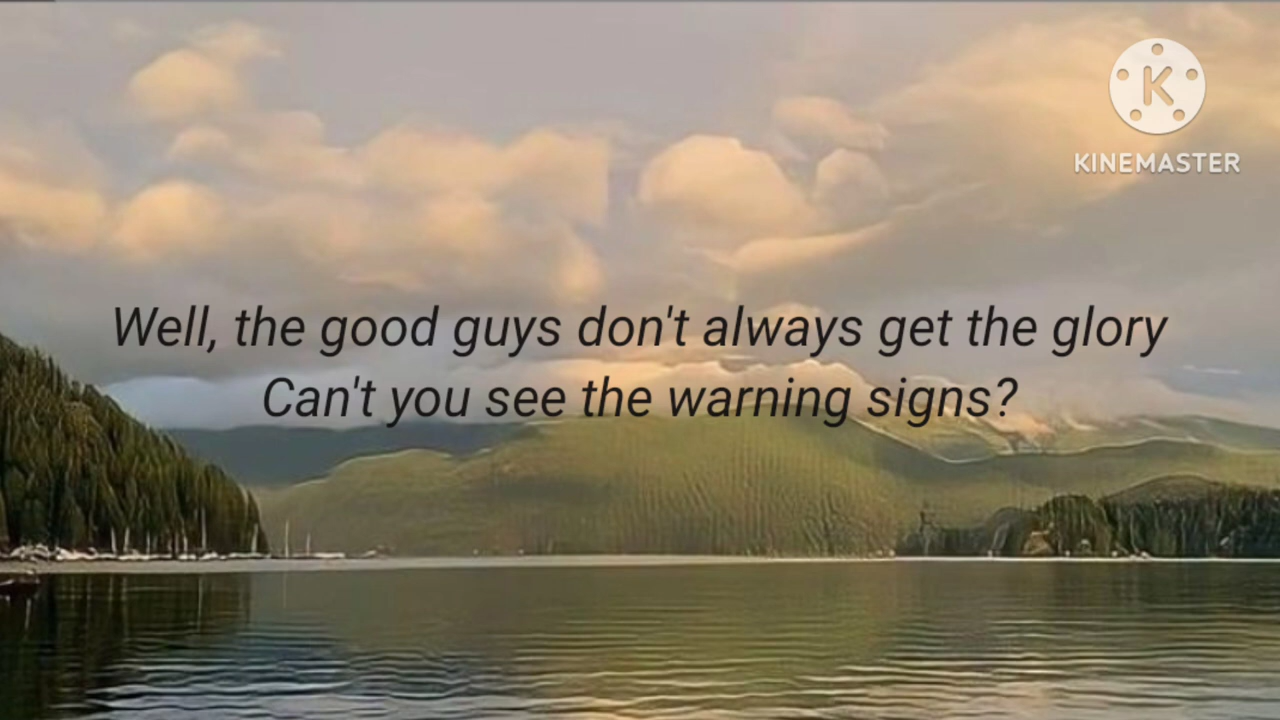 K
KINEMASTER
Well, the good guys don't always get the glory
Can't you see the warning signs?